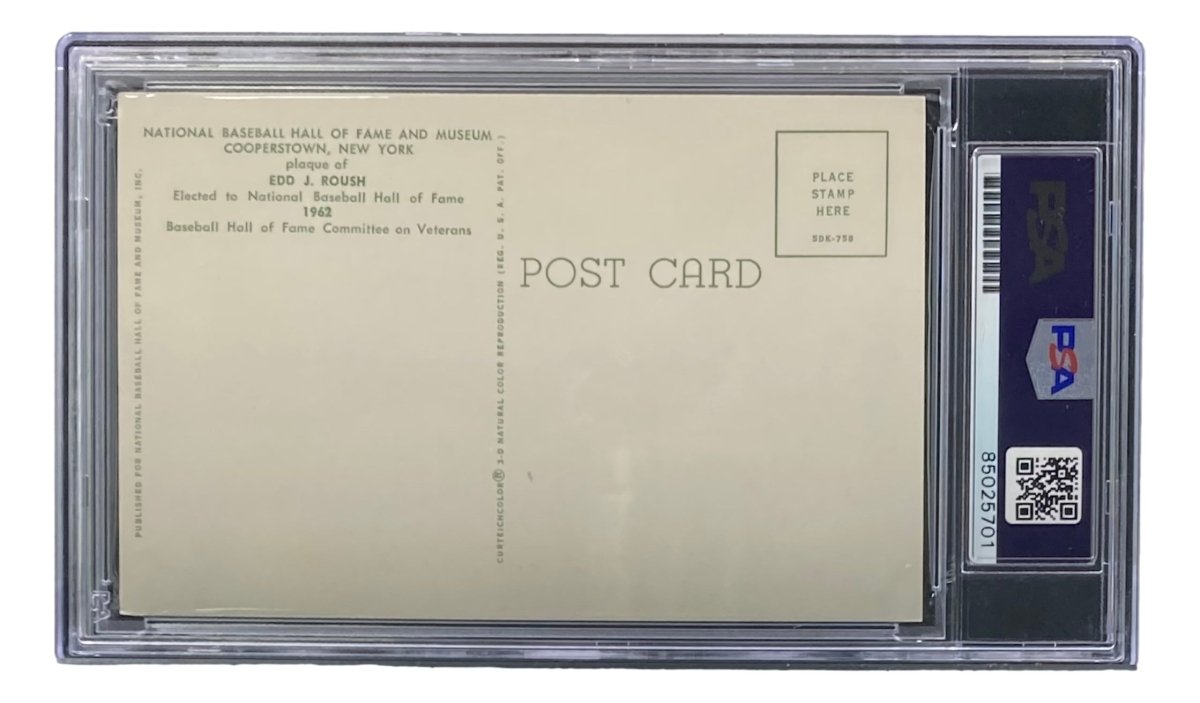 NATIONAL BASEBALL HALL OF FAME AND MUSEUM
COOPERSTOWN, NEW YORK
plaque of
EDD J. ROUSH
Elected to National Baseball Hall of Fame
1962
Baseball Hall of Fame Committee on Veterans
PUBLISHED FOR NATIONAL BASEBALL HALL OF FAME AND MUSEUM, INC.
CURTEICHCOLOR® 3-D NATURAL COLOR REPRODUCTION (REG. U. S. A. PAT. OFF.)
POST CARD
PLACE
STAMP
HERE
SDK-758
PSA
PSA
85025701